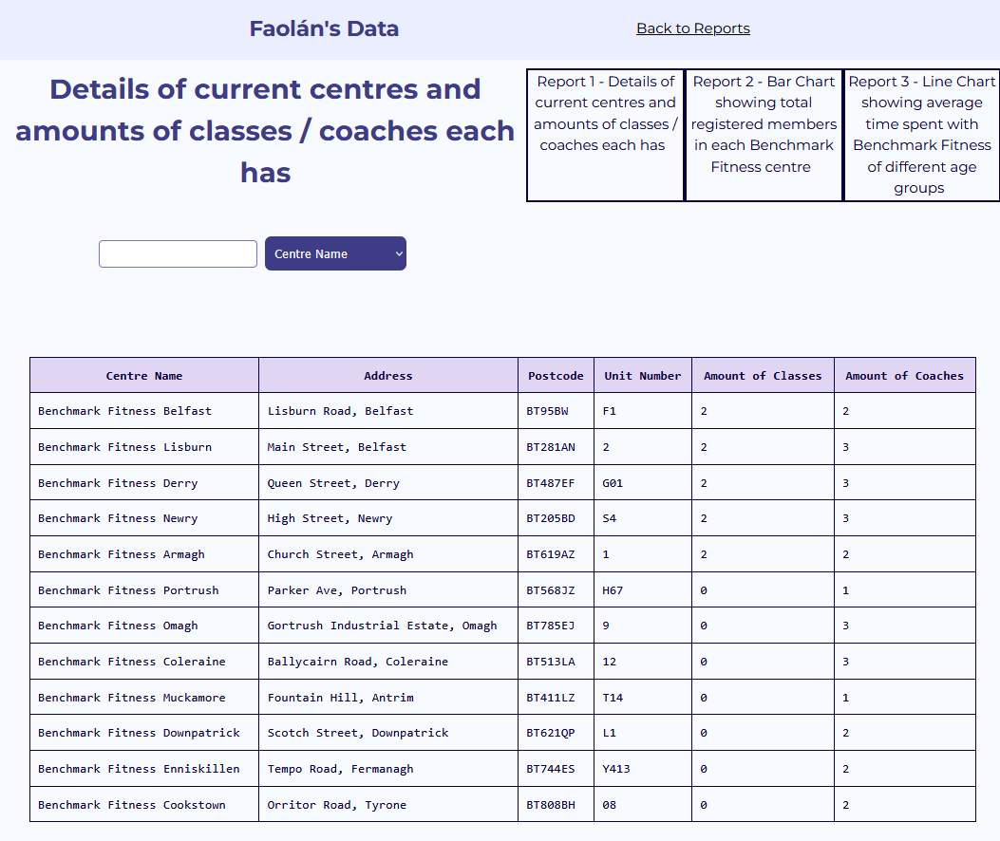 Faolán's Data
Back to Reports
Details of current centres and
amounts of classes / coaches each
has
Report 1 - Details of
current centres and
amounts of classes /
coaches each has
Report 2 - Bar Chart
showing total
registered members
in each Benchmark
Fitness centre
Report 3 - Line Chart
showing average
time spent with
Benchmark Fitness
of different age
groups
Centre Name
Centre Name Address Postcode Unit Number Amount of Classes Amount of Coaches
Benchmark Fitness Belfast Lisburn Road, Belfast BT95BW F1 2 2
Benchmark Fitness Lisburn Main Street, Belfast BT281AN 2 2 3
Benchmark Fitness Derry Queen Street, Derry BT487EF G01 2 3
Benchmark Fitness Newry High Street, Newry BT205BD S4 2 3
Benchmark Fitness Armagh Church Street, Armagh BT619AZ 1 2 2
Benchmark Fitness Portrush Parker Ave, Portrush BT568JZ H67 0 1
Benchmark Fitness Omagh Gortrush Industrial Estate, Omagh BT785EJ 9 0 3
Benchmark Fitness Coleraine Ballycairn Road, Coleraine BT513LA 12 0 3
Benchmark Fitness Muckamore Fountain Hill, Antrim BT411LZ T14 0 1
Benchmark Fitness Downpatrick Scotch Street, Downpatrick BT621QP L1 0 2
Benchmark Fitness Enniskillen Tempo Road, Fermanagh BT744ES Y413 0 2
Benchmark Fitness Cookstown Orritor Road, Tyrone BT808BH 08 0 2